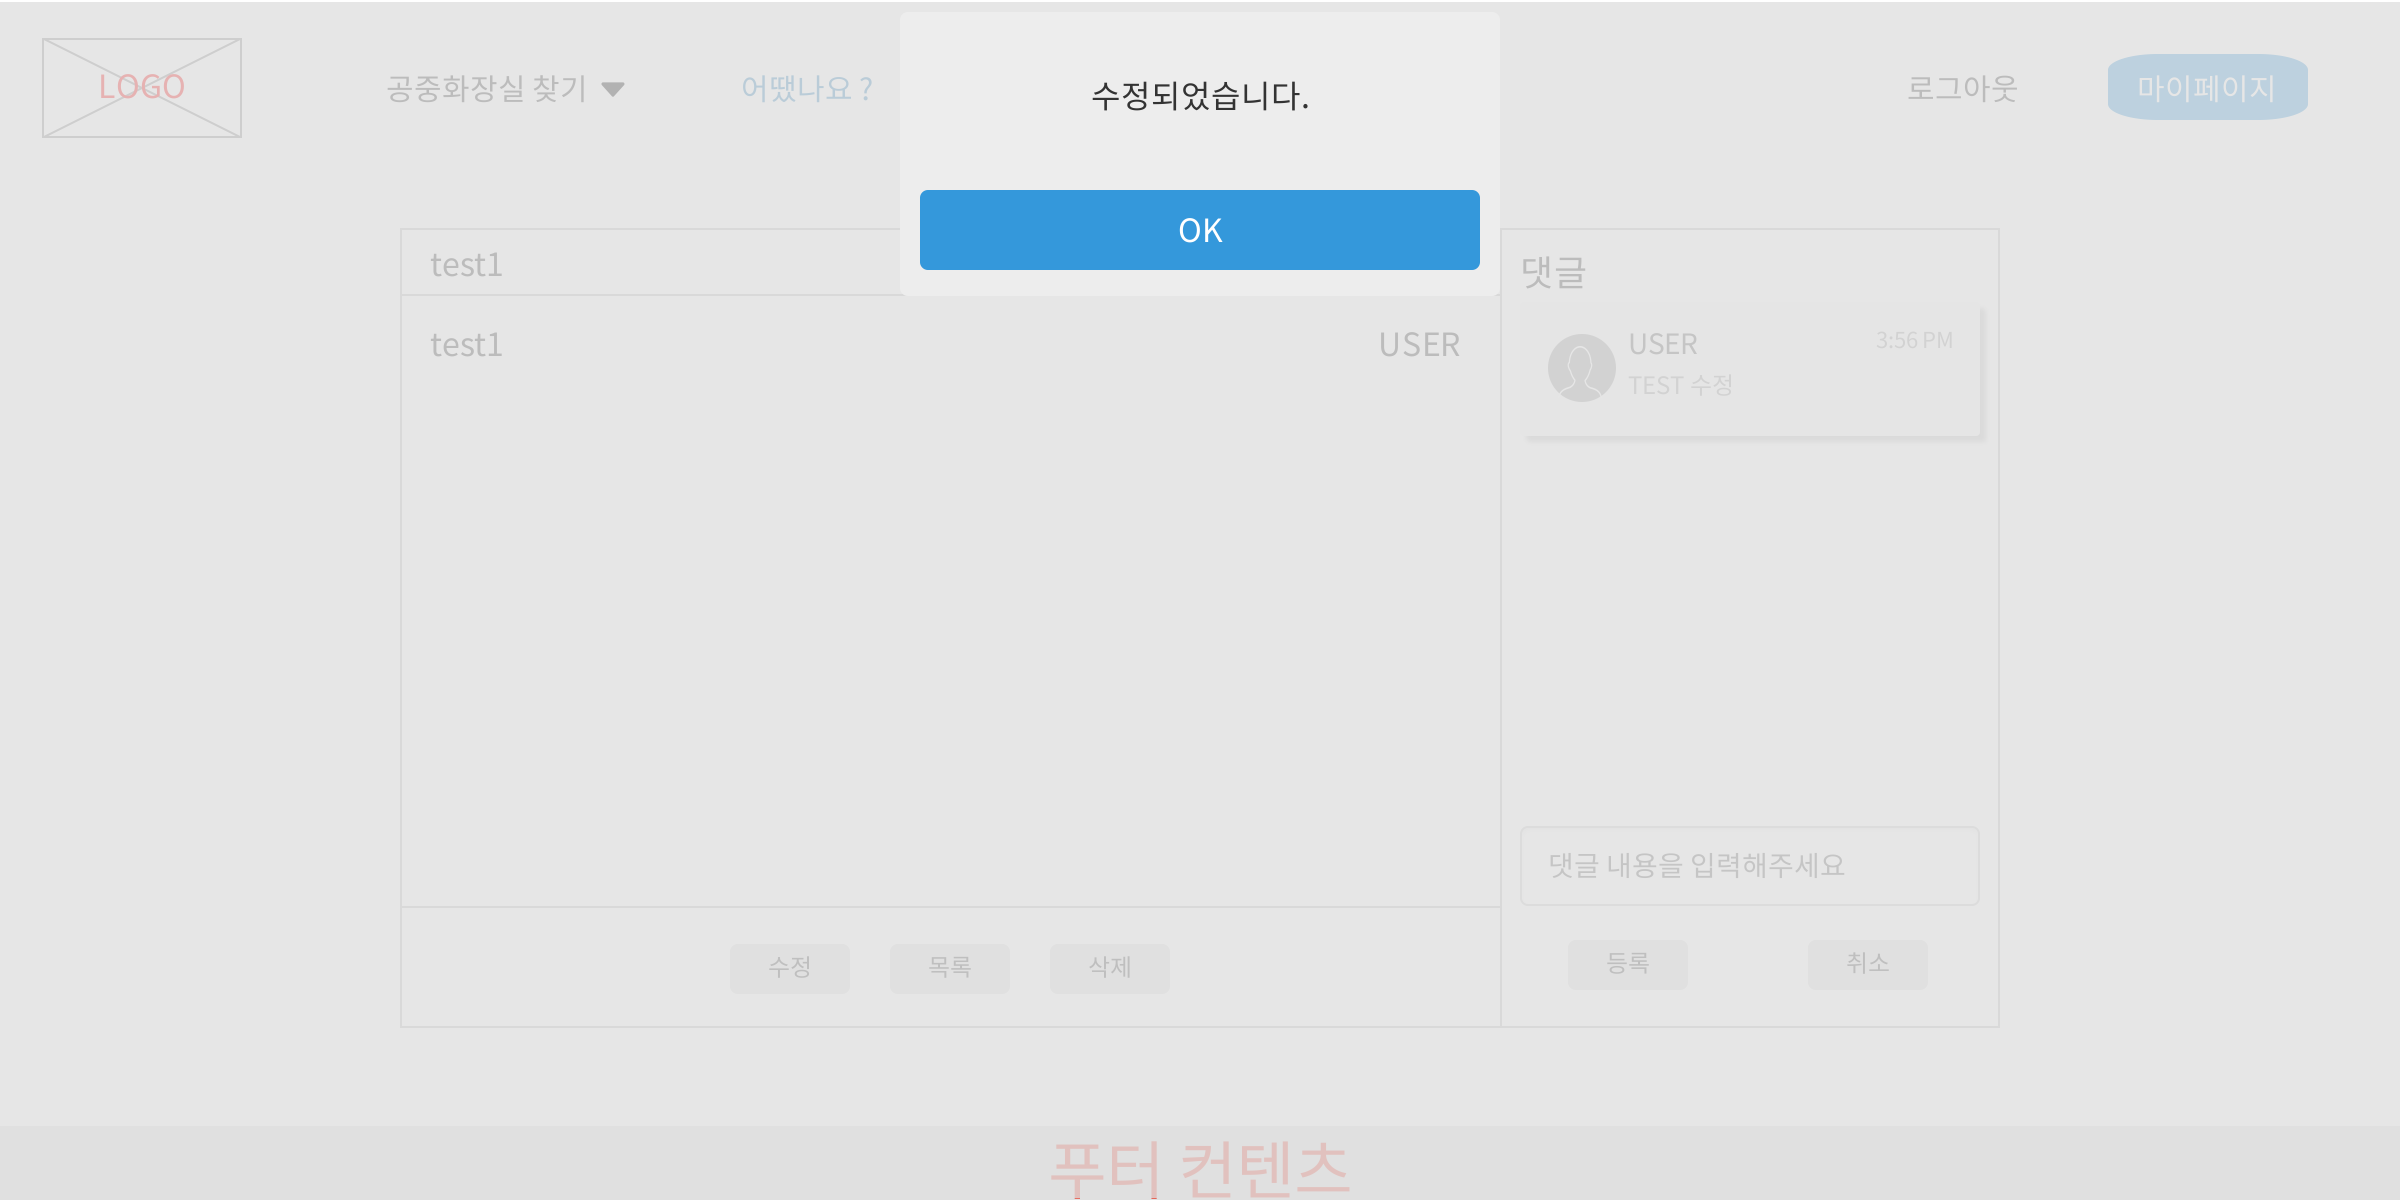 LOGO
공중화장실 찾기
어땠나요 ?
수정되었습니다.
OK
로그아웃
마이페이지
test1
test1
USER
댓글
USER
3:56 PM
TEST 수정
댓글 내용을 입력해주세요
수정
목록
삭제
등록
취소
푸터 컨텐츠